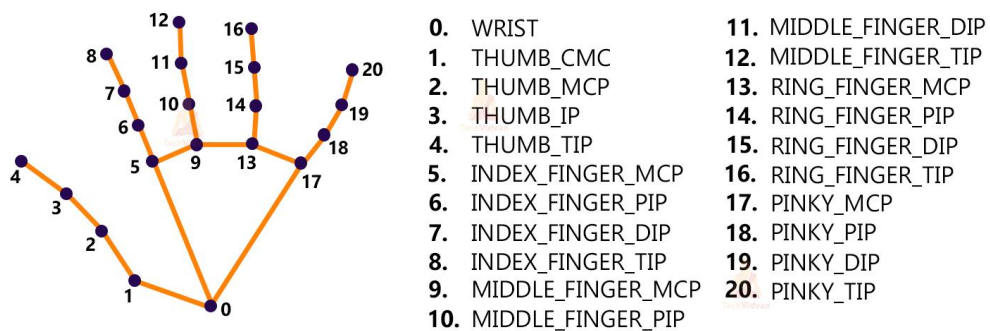 12
16
8
11
15
20
7
10
14
19
6
18
5
9
13
17
4
3
2
1
0
0. WRIST
1. THUMB_CMC
2. THUMB_MCP
3. THUMB_IP
4. THUMB_TIP
5. INDEX_FINGER_MCP
6. INDEX_FINGER_PIP
7. INDEX_FINGER_DIP
8. INDEX_FINGER_TIP
9. MIDDLE_FINGER_MCP
10. MIDDLE_FINGER_PIP
11. MIDDLE_FINGER_DIP
12. MIDDLE_FINGER_TIP
13. RING_FINGER_MCP
14. RING_FINGER_PIP
15. RING_FINGER_DIP
16. RING_FINGER_TIP
17. PINKY_MCP
18. PINKY_PIP
19. PINKY_DIP
20. PINKY_TIP